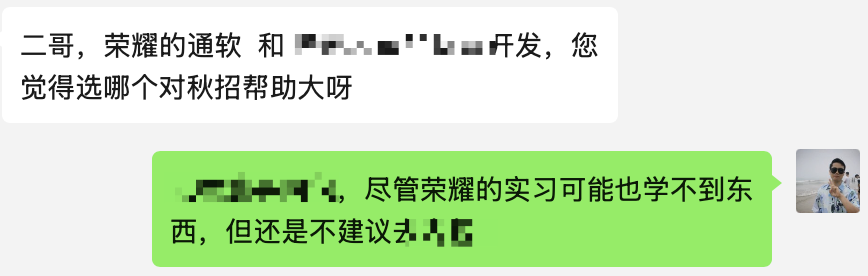 二哥，荣耀的通软 和 开发，您
觉得选哪个对秋招帮助大呀
，尽管荣耀的实习可能也学不到东
西，但还是不建议去